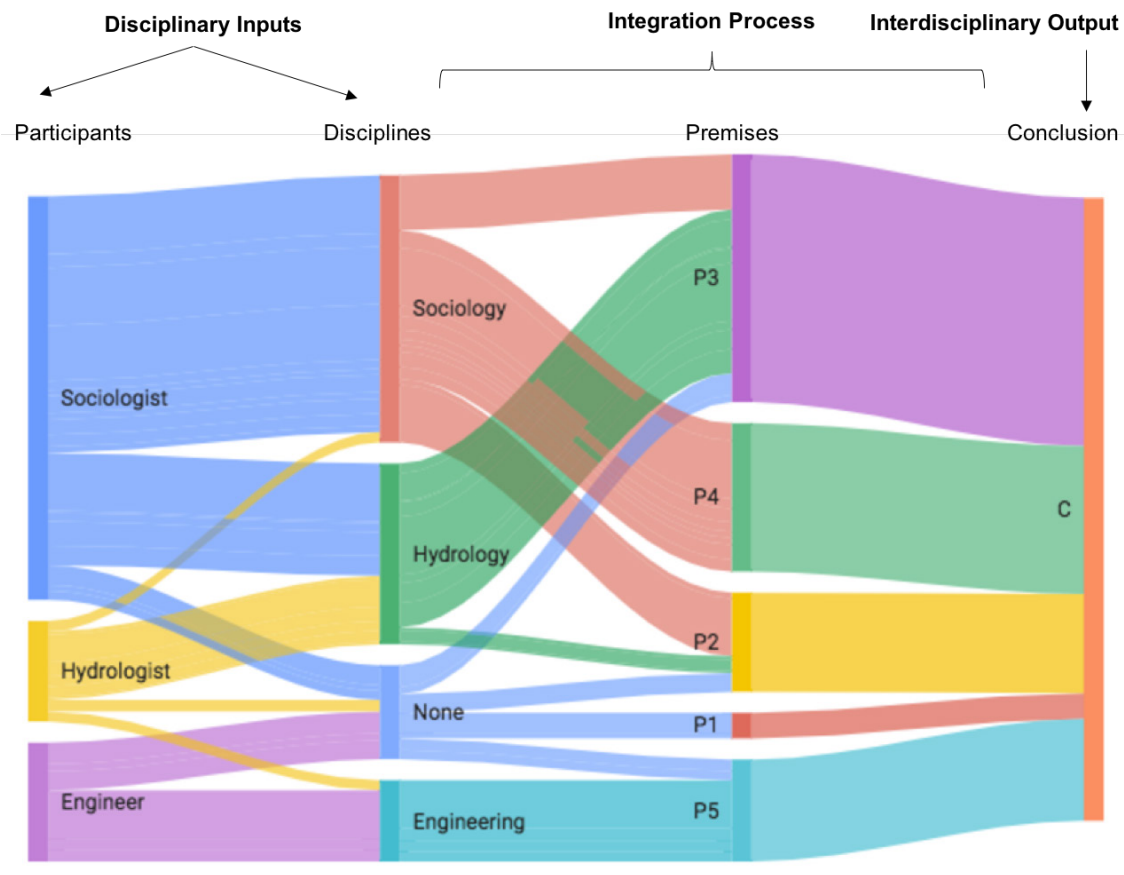 Disciplinary Inputs
Integration Process
Interdisciplinary Output
Participants
Disciplines
Premises
Conclusion
Sociologist
Hydrologist
Engineer
Sociology
Hydrology
None
Engineering
P3
P4
P2
P1
P5
C